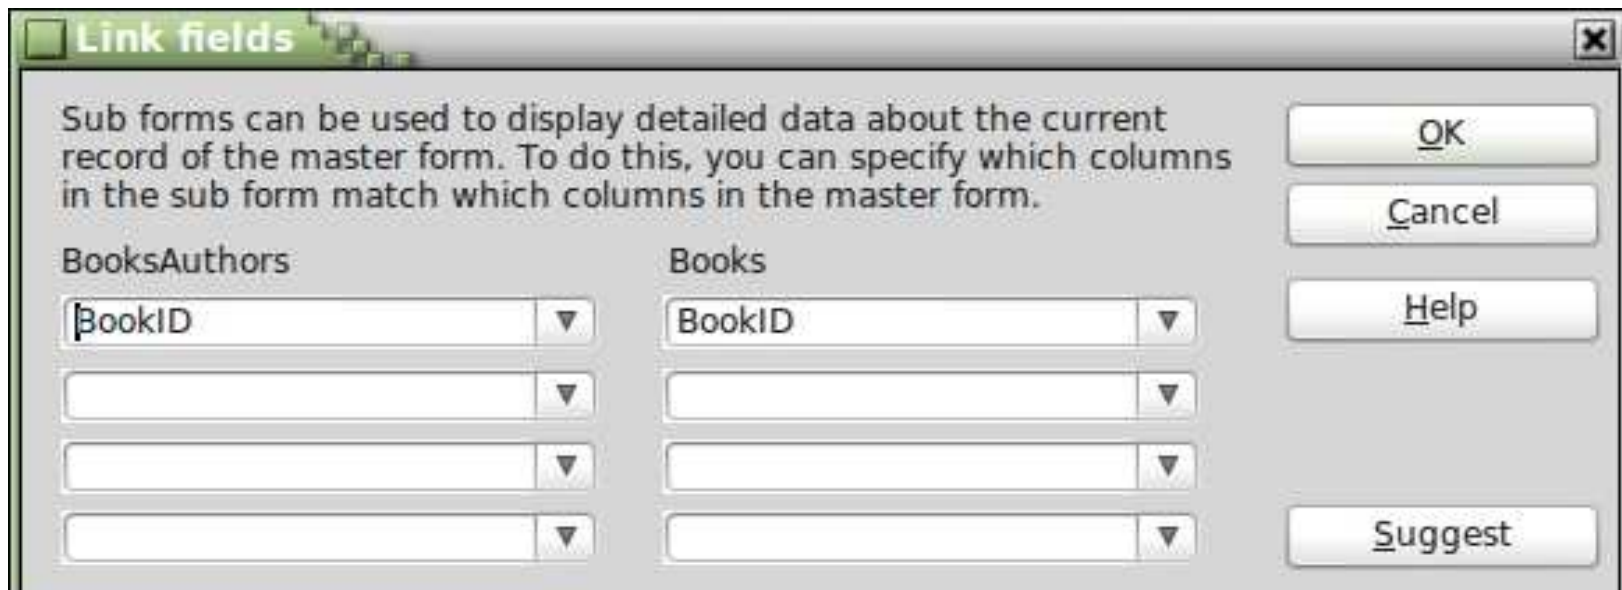 Link fields
Sub forms can be used to display detailed data about the current
record of the master form. To do this, you can specify which columns
in the sub form match which columns in the master form.
BooksAuthors Books
BookID BookID
OK
Cancel
Help
Suggest